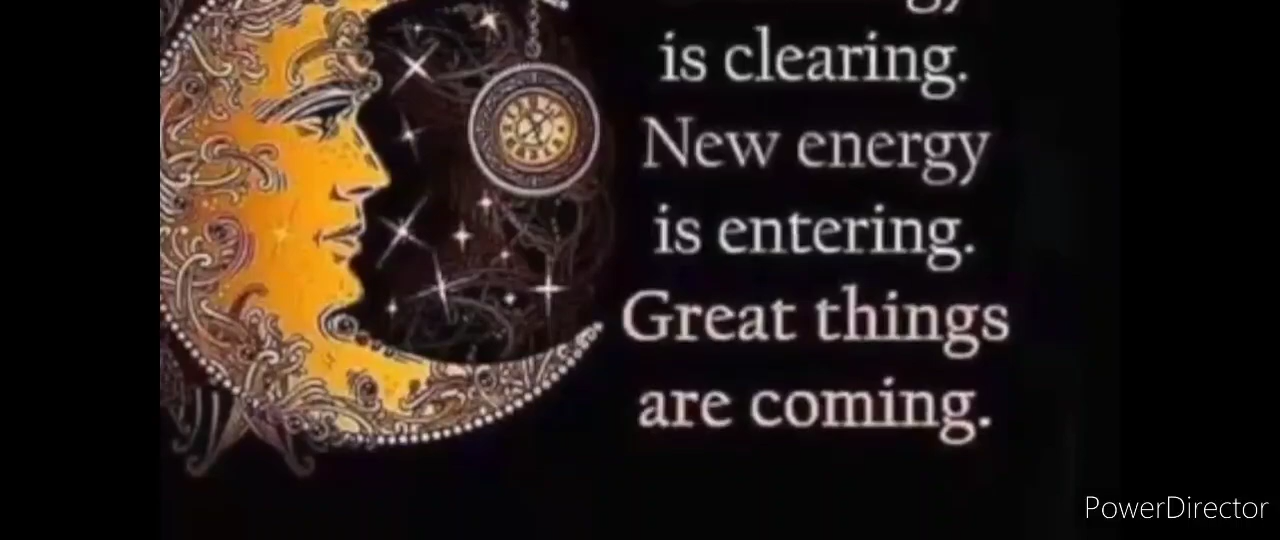 is clearing.
New energy
is entering.
Great things
are coming.
PowerDirector